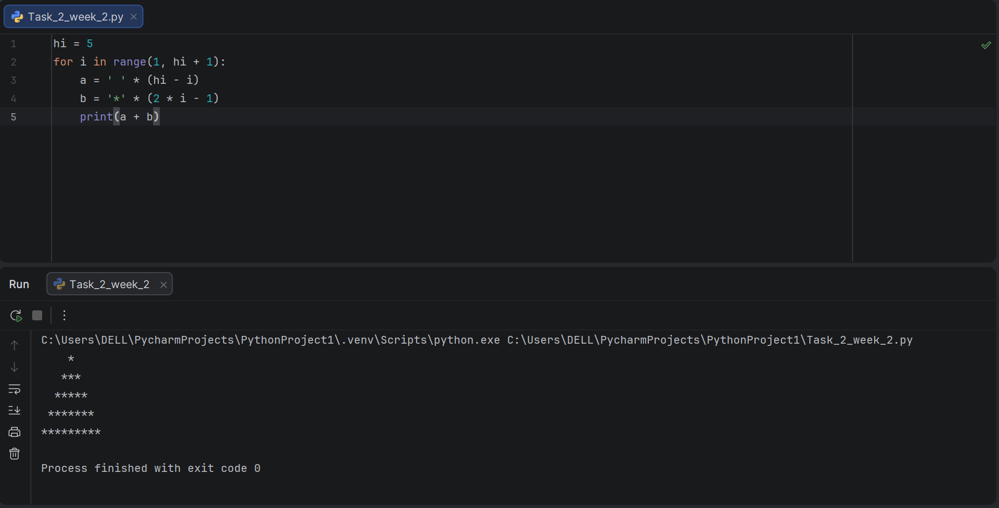 Task_2_week_2.py
1 hi = 5
2 for i in range(1, hi + 1):
3     a = ' ' * (hi - i)
4     b = '*' * (2 * i - 1)
5     print(a + b)
Run Task_2_week_2
C:\Users\DELL\PycharmProjects\PythonProject1\.venv\Scripts\python.exe C:\Users\DELL\PycharmProjects\PythonProject1\Task_2_week_2.py
    *
   ***
  *****
 *******
*********
Process finished with exit code 0